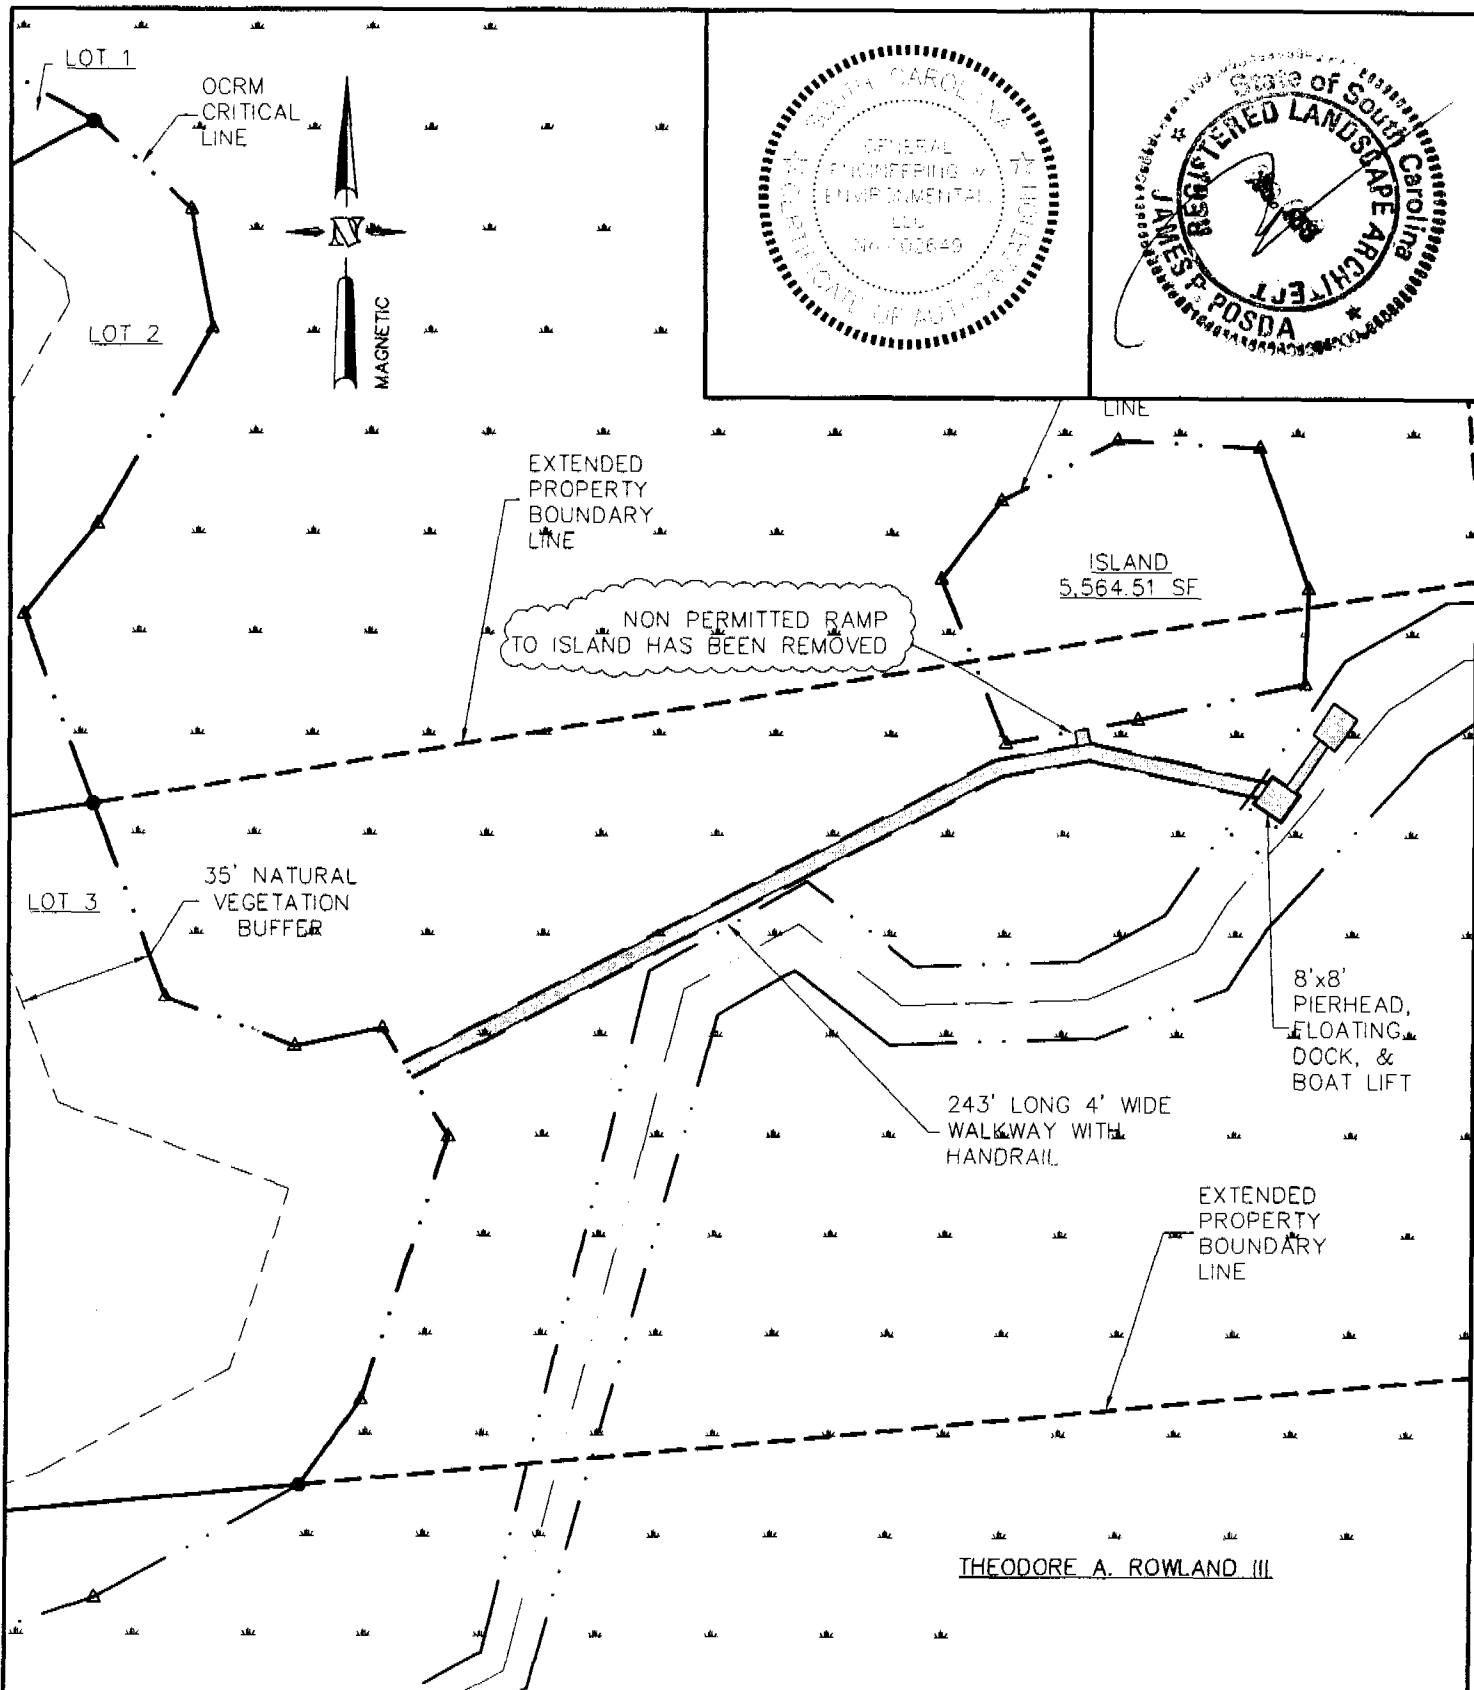 LOT 1
OCRM
CRITICAL
LINE
N
MAGNETIC
LOT 2
SOUTH CAROLINA
GENERAL
ENGINEERING &
ENVIRONMENTAL
LLC
No. C02649
CERTIFICATE OF AUTHORIZATION
State of South Carolina
REGISTERED LANDSCAPE ARCHITECT
JAMES P. POSDA
LINE
EXTENDED
PROPERTY
BOUNDARY
LINE
ISLAND
5,564.51 SF
NON PERMITTED RAMP
TO ISLAND HAS BEEN REMOVED
LOT 3
35' NATURAL
VEGETATION
BUFFER
8'x8'
PIERHEAD,
FLOATING
DOCK, &
BOAT LIFT
243' LONG 4' WIDE
WALKWAY WITH
HANDRAIL
EXTENDED
PROPERTY
BOUNDARY
LINE
THEODORE A. ROWLAND III